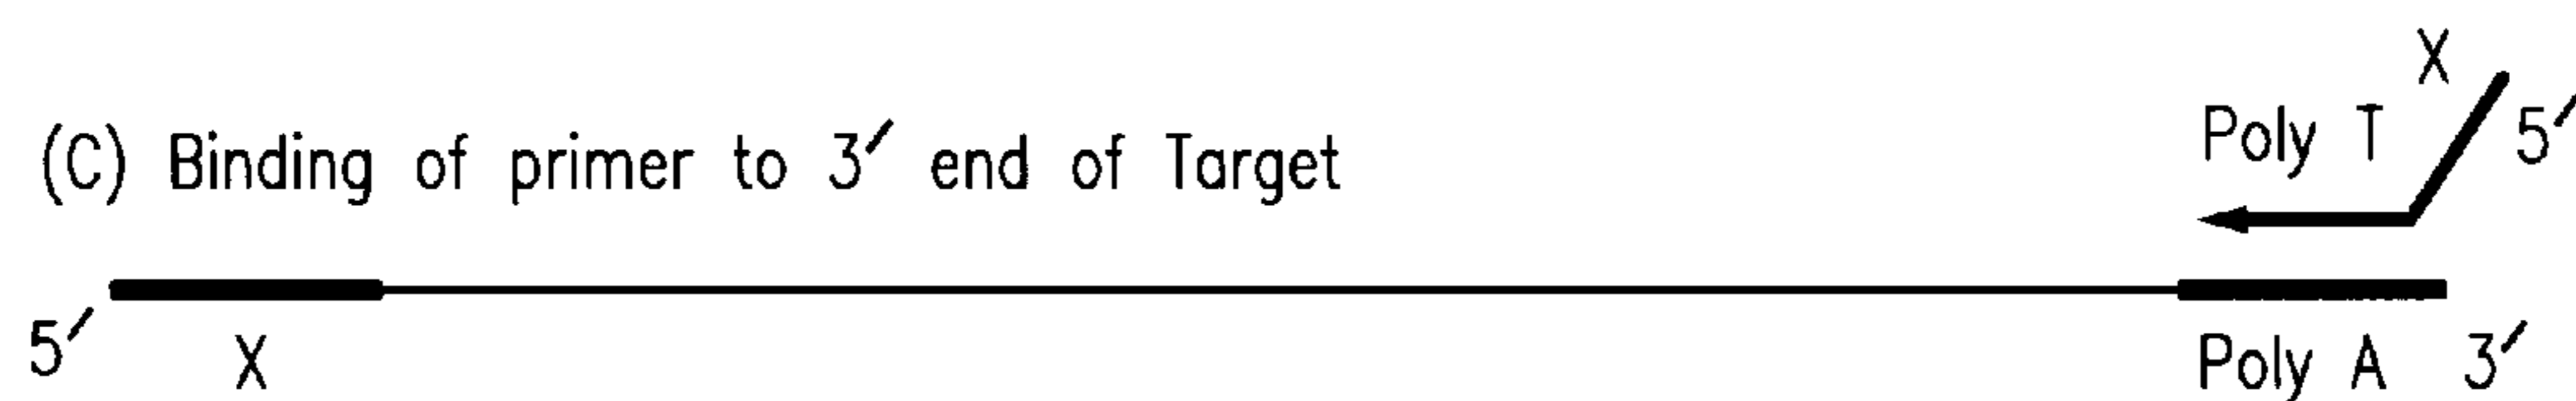 X
(C) Binding of primer to 3′ end of Target
Poly T
5′
5′
X
Poly A
3′